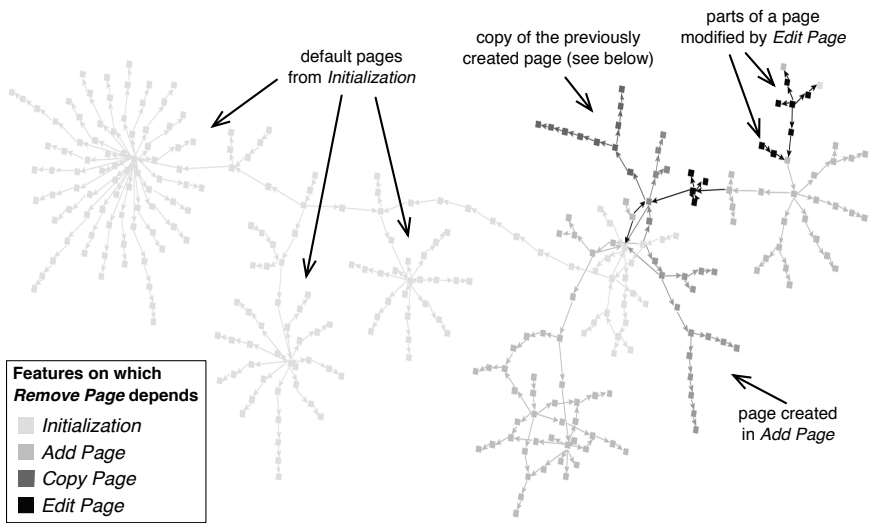 parts of a page
modified by Edit Page
copy of the previously
created page (see below)
default pages
from Initialization
page created
in Add Page
Features on which
Remove Page depends
Initialization
Add Page
Copy Page
Edit Page